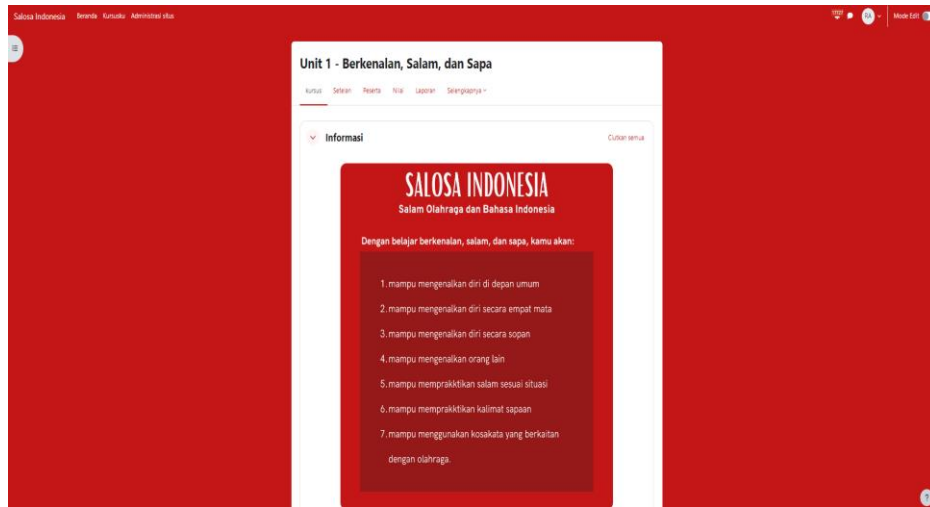 Salosa Indonesia Beranda Kursusku Administrasi situs
RA Mode Edit
Unit 1 - Berkenalan, Salam, dan Sapa
Kursus Setelan Peserta Nilai Laporan Selengkapnya
Informasi
Ciutkan semua
SALOSA INDONESIA
Salam Olahraga dan Bahasa Indonesia
Dengan belajar berkenalan, salam, dan sapa, kamu akan:
1. mampu mengenalkan diri di depan umum
2. mampu mengenalkan diri secara empat mata
3. mampu mengenalkan diri secara sopan
4. mampu mengenalkan orang lain
5. mampu memprakktikan salam sesuai situasi
6. mampu memprakktikan kalimat sapaan
7. mampu menggunakan kosakata yang berkaitan
dengan olahraga.
?